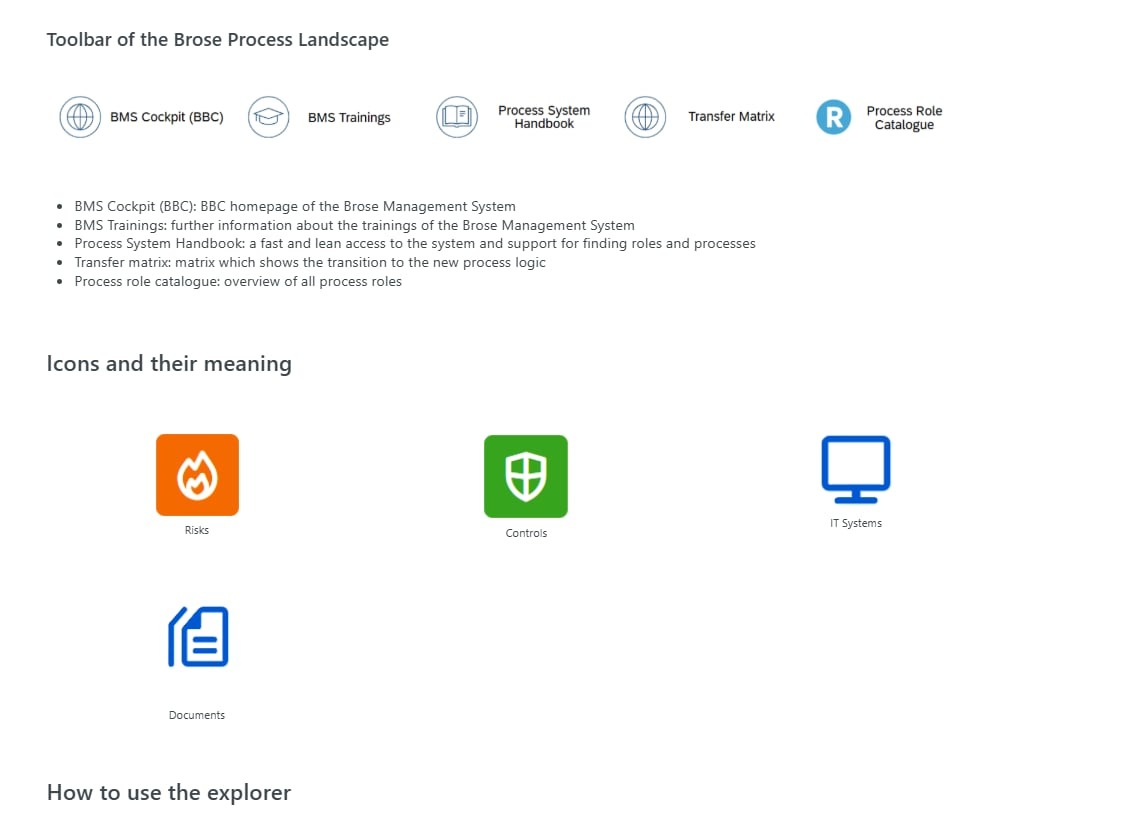 Toolbar of the Brose Process Landscape
BMS Cockpit (BBC)
BMS Trainings
Process System
Handbook
Transfer Matrix
R
Process Role
Catalogue
• BMS Cockpit (BBC): BBC homepage of the Brose Management System
• BMS Trainings: further information about the trainings of the Brose Management System
• Process System Handbook: a fast and lean access to the system and support for finding roles and processes
• Transfer matrix: matrix which shows the transition to the new process logic
• Process role catalogue: overview of all process roles
Icons and their meaning
Risks
Controls
IT Systems
Documents
How to use the explorer